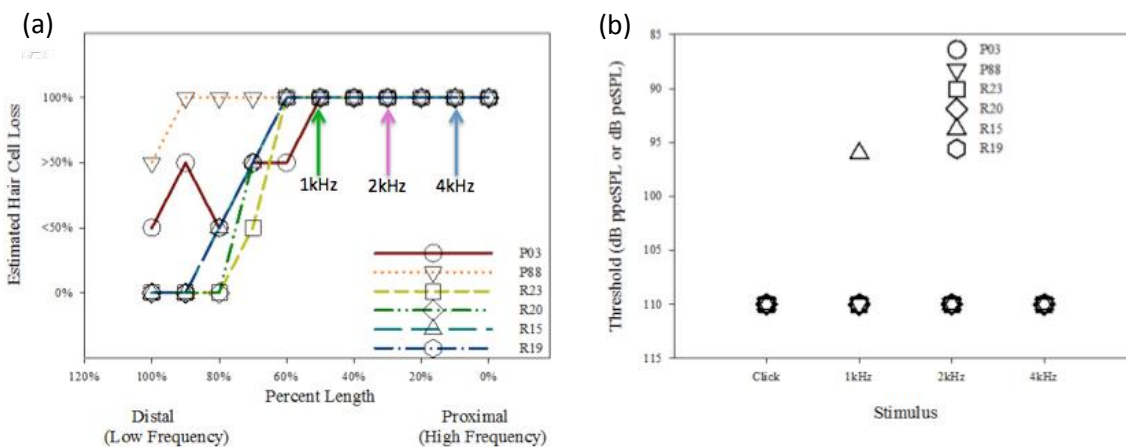 (a)
Estimated Hair Cell Loss
100%
>50%
<50%
0%
1kHz
2kHz
4kHz
P03
P88
R23
R20
R15
R19
120%
100%
80%
60%
40%
20%
0%
Percent Length
Distal
(Low Frequency)
Proximal
(High Frequency)
(b)
Threshold (dB ppeSPL or dB peSPL)
85
90
95
100
105
110
115
P03
P88
R23
R20
R15
R19
Click
1kHz
2kHz
4kHz
Stimulus